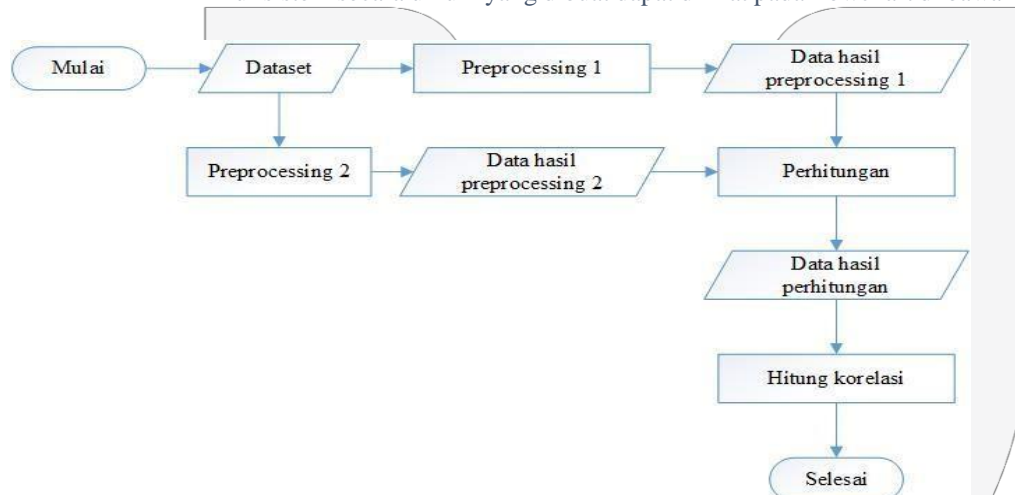 Mulai
Dataset
Preprocessing 1
Data hasil
preprocessing 1
Preprocessing 2
Data hasil
preprocessing 2
Perhitungan
Data hasil
perhitungan
Hitung korelasi
Selesai